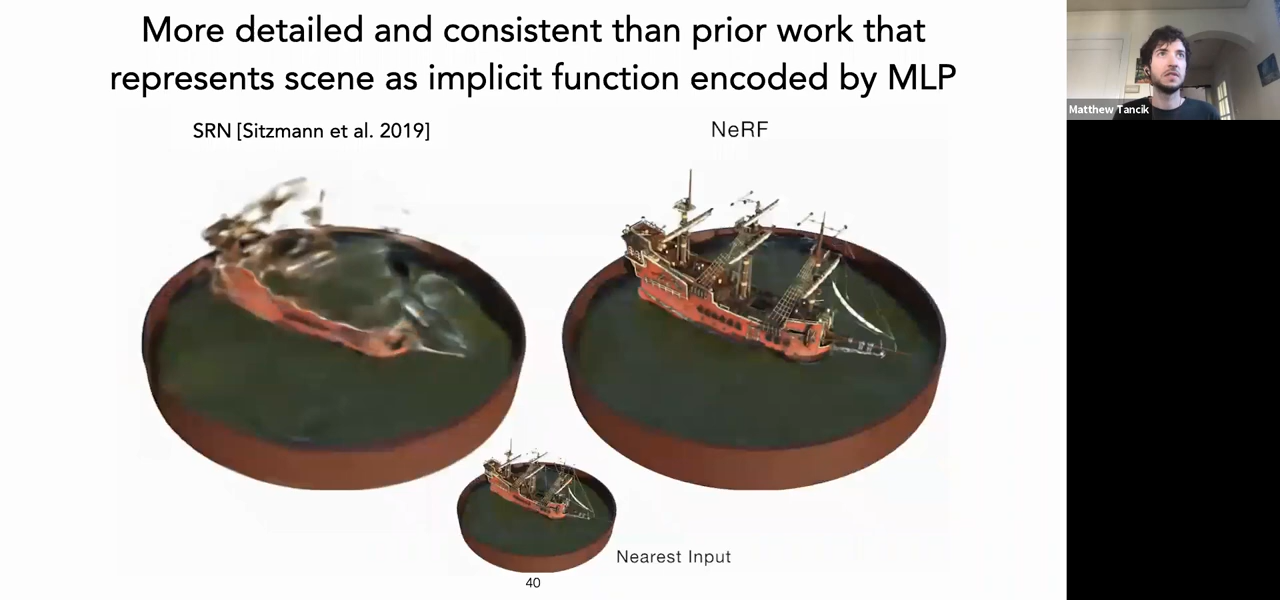 More detailed and consistent than prior work that
represents scene as implicit function encoded by MLP
SRN [Sitzmann et al. 2019]
NeRF
Nearest Input
40
Matthew Tancik